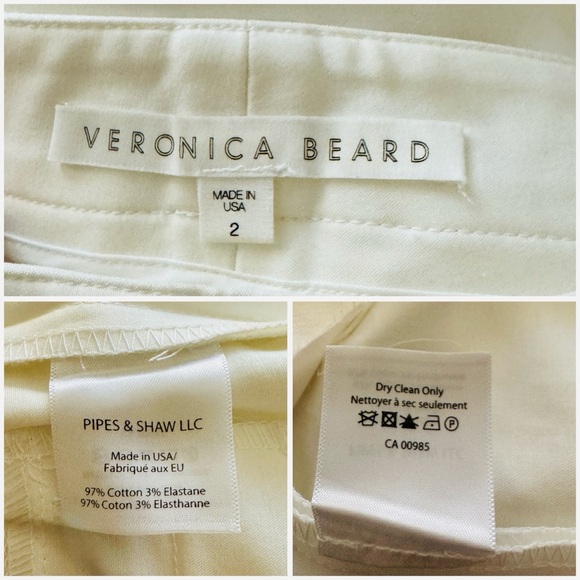 VERONICA BEARD
MADE IN
USA
2
PIPES & SHAW LLC
Made in USA/
Fabriqué aux EU
97% Cotton 3% Elastane
97% Cotton 3% Elasthanne
Dry Clean Only
Nettoyer à sec seulement
CA 00985